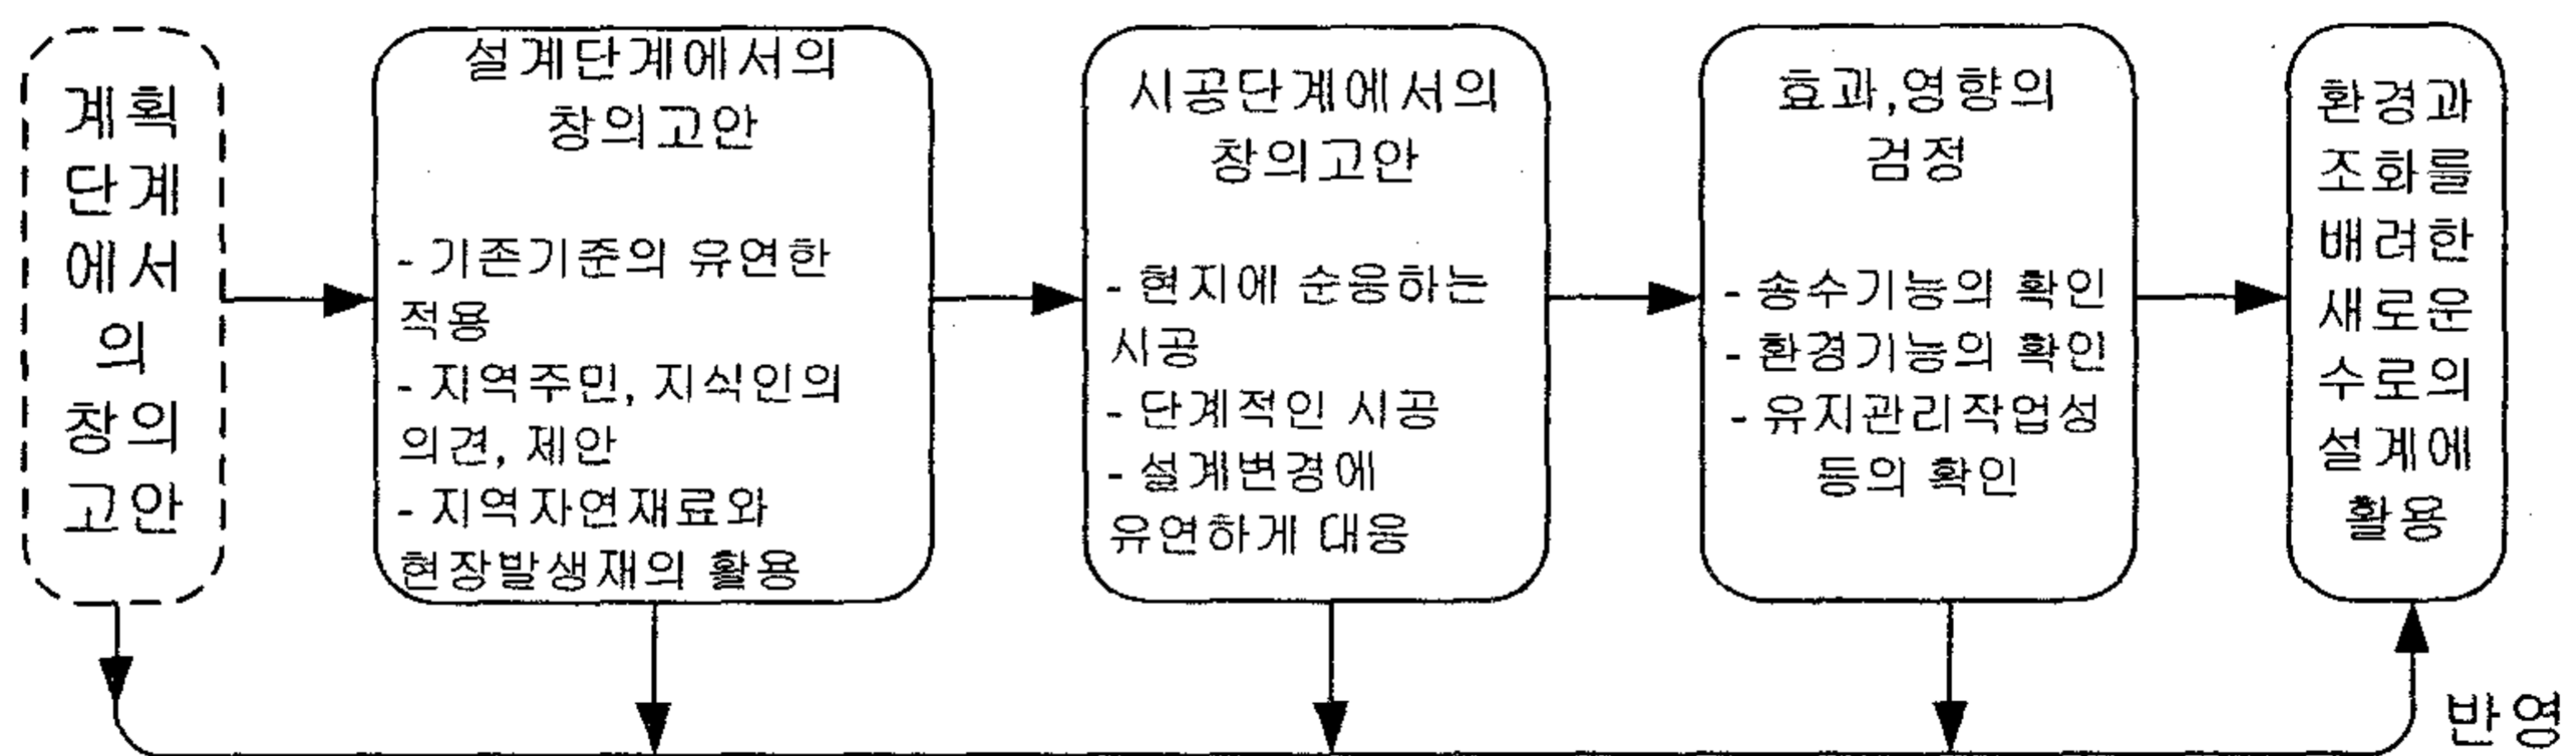 계획
단계
에서
의
창의
고안
설계단계에서의
창의고안
- 기존기준의 유연한
적용
- 지역주민, 지식인의
의견, 제안
- 지역자연재료와
현장발생재의 활용
시공단계에서의
창의고안
- 현지에 순응하는
시공
- 단계적인 시공
- 설계변경에
유연하게 대응
효과,영향의
검정
- 송수기능의 확인
- 환경기능의 확인
- 유지관리작업성
등의 확인
환경과
조화를
배려한
새로운
수로의
설계에
활용
반영